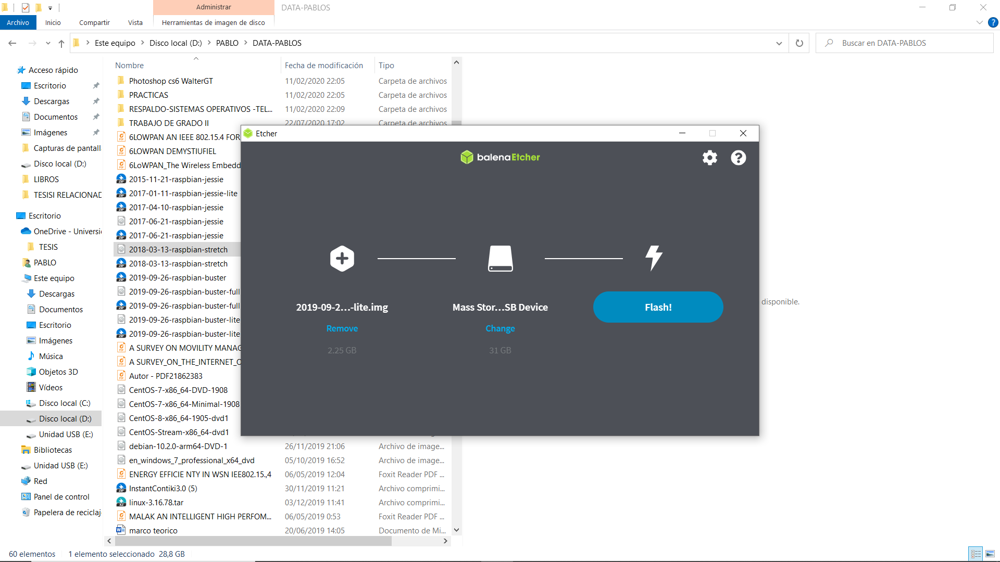 Administrar
DATA-PABLOS
Archivo
Inicio
Compartir
Vista
Herramientas de imagen de disco
?
Este equipo > Disco local (D:) > PABLO > DATA-PABLOS
Buscar en DATA-PABLOS
Acceso rápido
Escritorio
Descargas
Documentos
Imágenes
Capturas de pantall
Disco local (D:)
LIBROS
TESISI RELACIONAD
Escritorio
OneDrive - Universi
TESIS
PABLO
Este equipo
Descargas
Documentos
Escritorio
Imágenes
Música
Objetos 3D
Vídeos
Disco local (C:)
Disco local (D:)
Unidad USB (E:)
Bibliotecas
Unidad USB (E:)
Red
Panel de control
Papelera de reciclaj
Nombre Fecha de modificación Tipo
Photoshop cs6 WalterGT 11/02/2020 22:05 Carpeta de archivos
PRACTICAS 11/02/2020 22:05 Carpeta de archivos
RESPALDO-SISTEMAS OPERATIVOS -TEL... 11/02/2020 22:09 Carpeta de archivos
TRABAJO DE GRADO II 22/07/2020 17:02 Carpeta de archivos
6LOWPAN AN IEEE 802.15.4 FOR
6LOWPAN DEMYSTIUFIEL
6LoWPAN_The Wireless Embedd
2015-11-21-raspbian-jessie
2017-01-11-raspbian-jessie-lite
2017-04-10-raspbian-jessie
2017-06-21-raspbian-jessie
2017-06-21-raspbian-jessie
2018-03-13-raspbian-stretch
2018-03-13-raspbian-stretch
2019-09-26-raspbian-buster
2019-09-26-raspbian-buster-full
2019-09-26-raspbian-buster-full
2019-09-26-raspbian-buster-lite
2019-09-26-raspbian-buster-lite
A SURVEY ON MOVILITY MANAG
A SURVEY_ON_THE_INTERNET_O
Autor - PDF21862383
CentOS-7-x86_64-DVD-1908
CentOS-7-x86_64-Minimal-1908
CentOS-8-x86_64-1905-dvd1
CentOS-Stream-x86_64-dvd1
debian-10.2.0-arm64-DVD-1 26/11/2019 21:06 Archivo de image...
en_windows_7_professional_x64_dvd 05/10/2019 16:52 Archivo de image...
ENERGY EFFICIE NTY IN WSN IEE802.15.,4 06/05/2019 12:04 Foxit Reader PDF ...
InstantContiki3.0 (5) 30/11/2019 11:21 Archivo comprimi...
linux-3.16.78.tar 03/12/2019 11:41 Archivo comprimi...
MALAK AN INTELLIGENT HIGH PERFOM... 06/05/2019 0:53 Foxit Reader PDF ...
marco teorico 20/06/2019 14:05 Documento de Mi...
Etcher
balenaEtcher
?
2019-09-2...-lite.img
Remove
2.25 GB
Mass Stor...SB Device
Change
31 GB
Flash!
disponible.
60 elementos
1 elemento seleccionado 28,8 GB